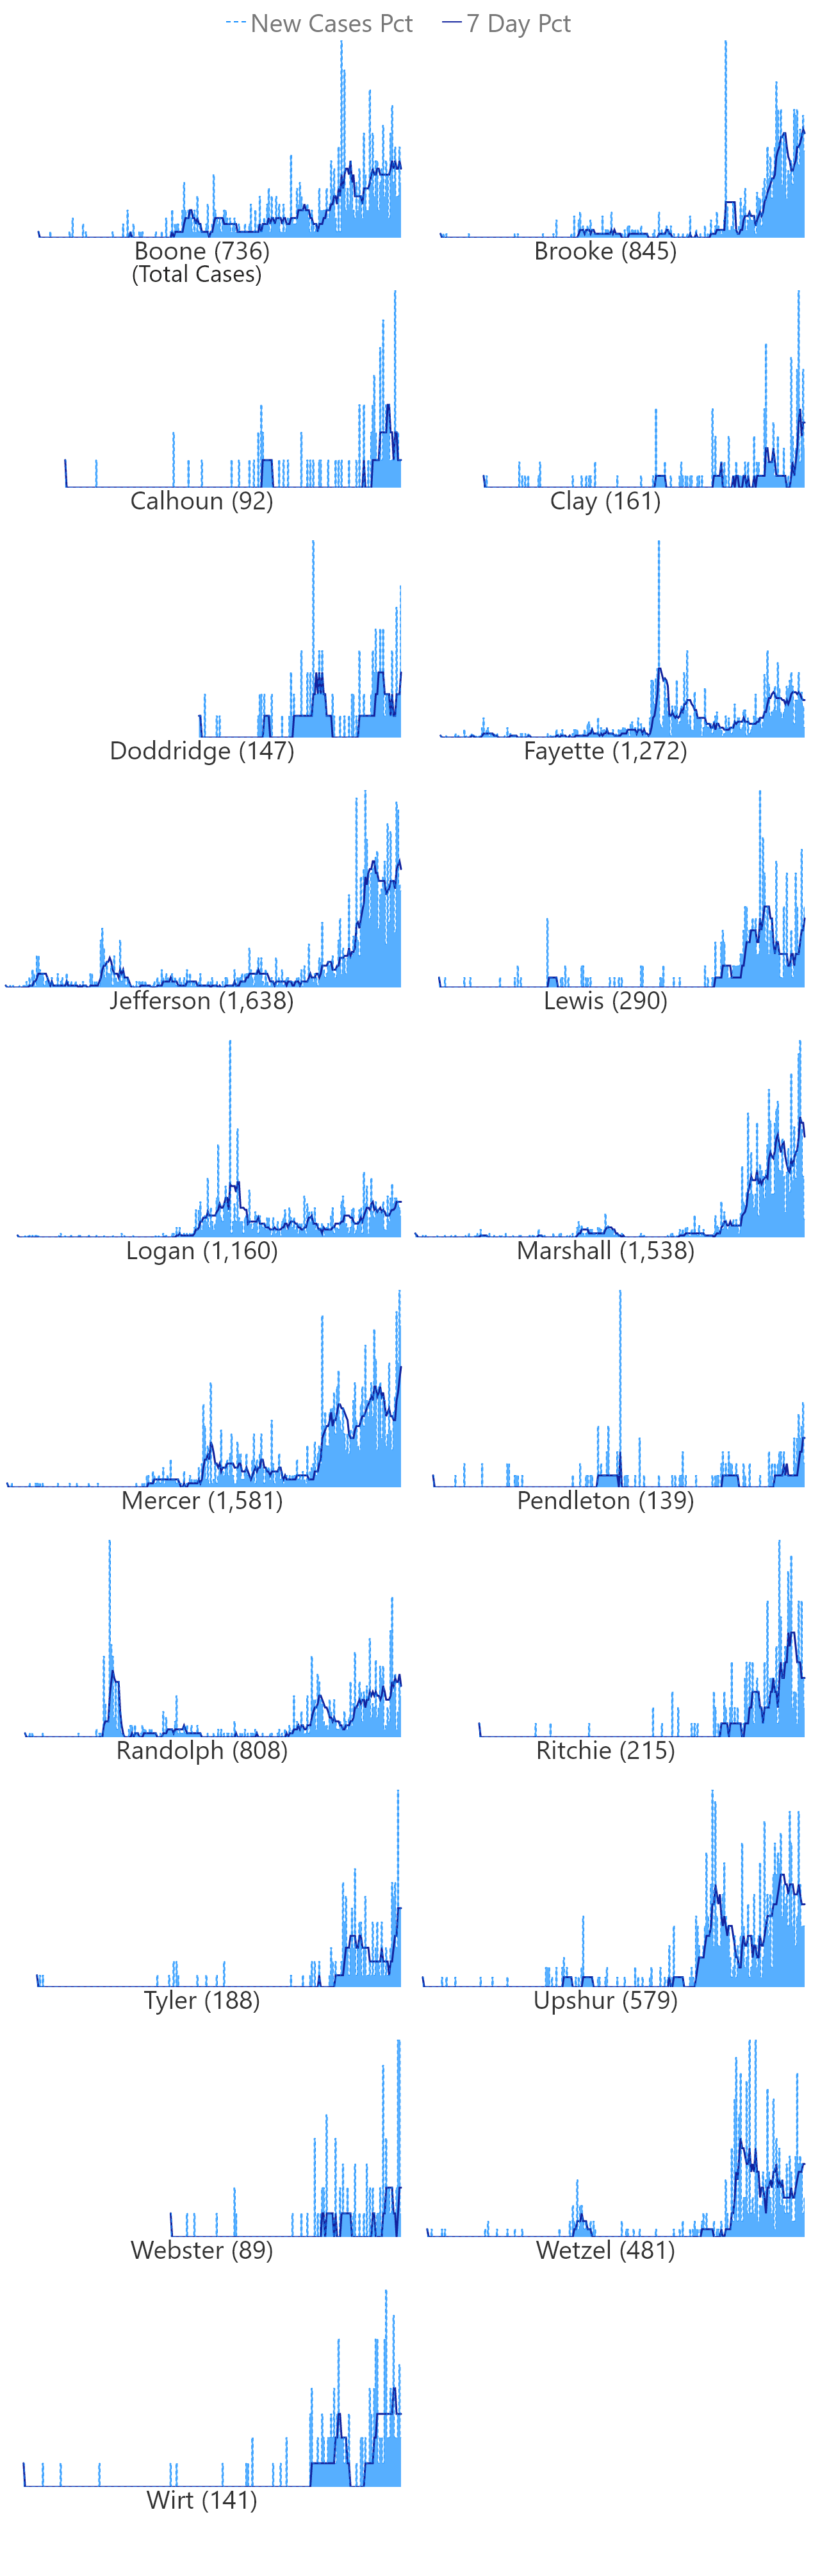 New Cases Pct 7 Day Pct
Boone (736) Brooke (845)
(Total Cases)
Calhoun (92) Clay (161)
Doddridge (147) Fayette (1,272)
Jefferson (1,638) Lewis (290)
Logan (1,160) Marshall (1,538)
Mercer (1,581) Pendleton (139)
Randolph (808) Ritchie (215)
Tyler (188) Upshur (579)
Webster (89) Wetzel (481)
Wirt (141)